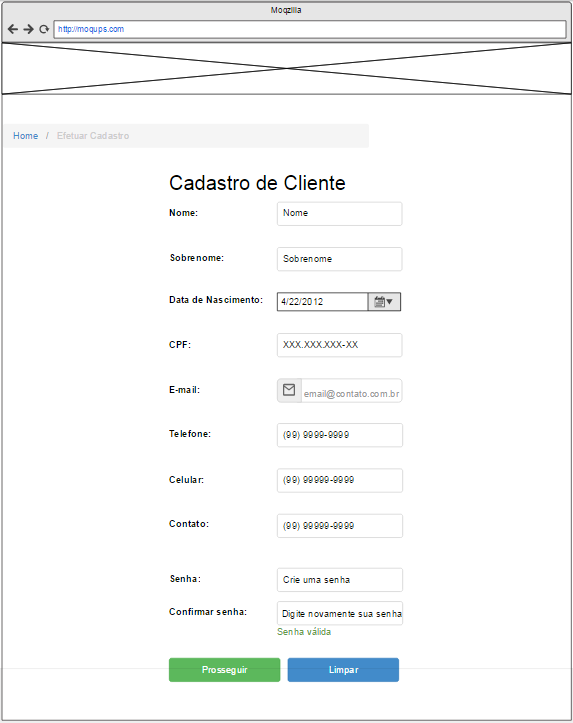 Moqzilla
http://moqups.com
Home / Efetuar Cadastro
Cadastro de Cliente
Nome: Nome
Sobrenome: Sobrenome
Data de Nascimento: 4/22/2012
CPF: XXX.XXX.XXX-XX
E-mail: email@contato.com.br
Telefone: (99) 9999-9999
Celular: (99) 99999-9999
Contato: (99) 99999-9999
Senha: Crie uma senha
Confirmar senha: Digite novamente sua senha
Senha válida
Prosseguir Limpar